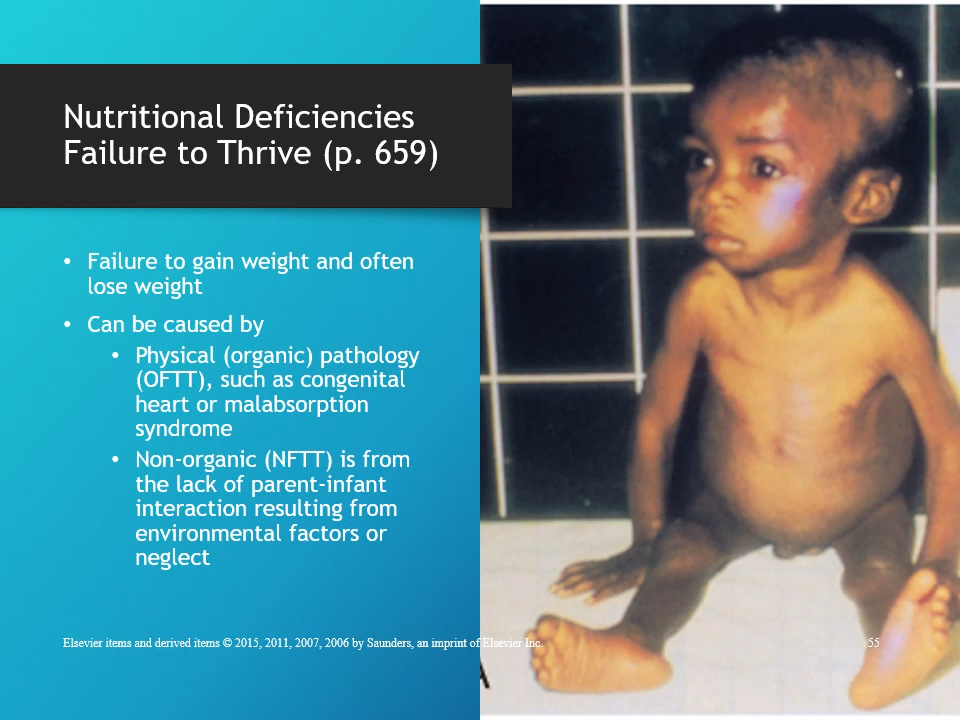 Nutritional Deficiencies
Failure to Thrive (p. 659)
• Failure to gain weight and often
lose weight
• Can be caused by
• Physical (organic) pathology
(OFTT), such as congenital
heart or malabsorption
syndrome
• Non-organic (NFTT) is from
the lack of parent-infant
interaction resulting from
environmental factors or
neglect
Elsevier items and derived items © 2015, 2011, 2007, 2006 by Saunders, an imprint of Elsevier Inc.
55